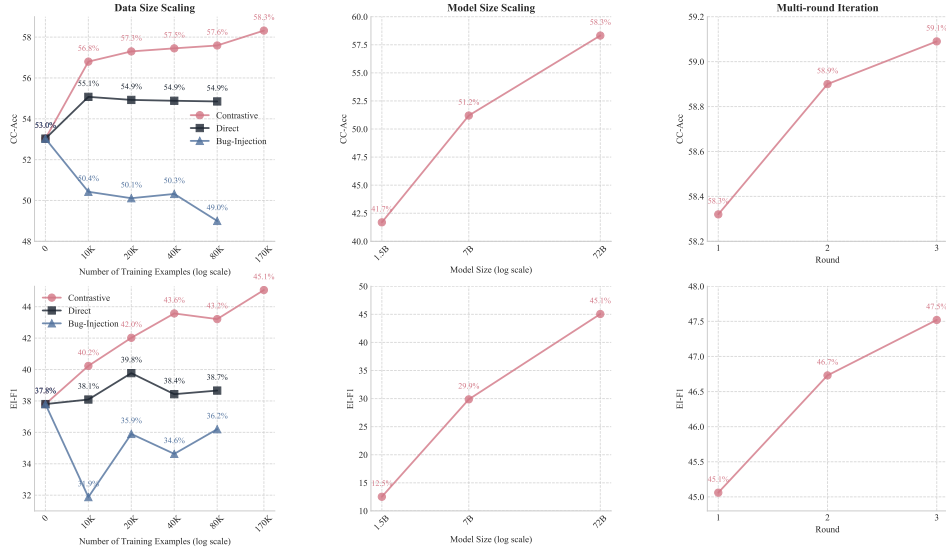 Data Size Scaling
58
56
54
52
50
48
CC-Acc
53.0%
56.8%
57.3%
57.5%
57.6%
58.3%
55.1%
54.9%
54.9%
54.9%
50.4%
50.1%
50.3%
49.0%
Contrastive
Direct
Bug-Injection
0
10K
20K
40K
80K
170K
Number of Training Examples (log scale)
Model Size Scaling
60.0
57.5
55.0
52.5
50.0
47.5
45.0
42.5
40.0
CC-Acc
41.7%
51.2%
58.3%
1.5B
7B
72B
Model Size (log scale)
Multi-round Iteration
59.2
59.0
58.8
58.6
58.4
58.2
CC-Acc
58.3%
58.9%
59.1%
1
2
3
Round
44
42
40
38
36
34
32
EI-F1
Contrastive
Direct
Bug-Injection
37.8%
40.2%
42.0%
43.6%
43.2%
45.1%
38.1%
39.8%
38.4%
38.7%
31.9%
35.9%
34.6%
36.2%
0
10K
20K
40K
80K
170K
Number of Training Examples (log scale)
50
45
40
35
30
25
20
15
10
EI-F1
12.5%
29.9%
45.1%
1.5B
7B
72B
Model Size (log scale)
48.0
47.5
47.0
46.5
46.0
45.5
45.0
EI-F1
45.1%
46.7%
47.5%
1
2
3
Round